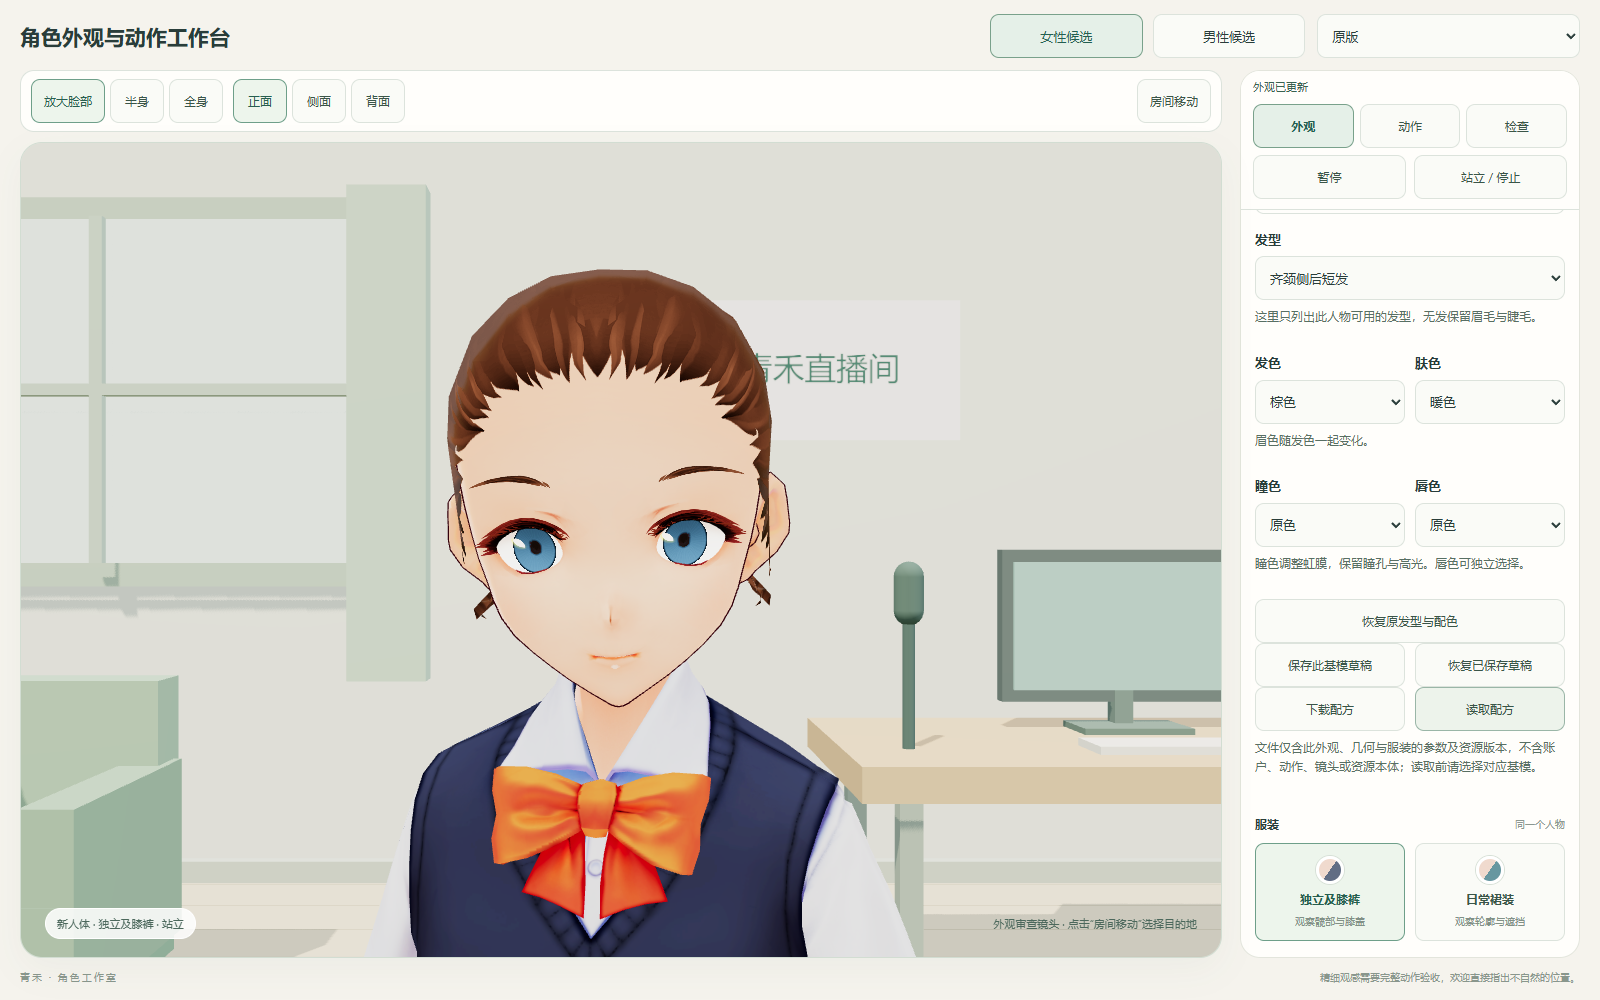 角色外观与动作工作台
女性候选
男性候选
原版
放大脸部
半身
全身
正面
侧面
背面
房间移动
青禾直播间
新人体 · 独立及膝裤 · 站立
外观审查镜头 · 点击“房间移动”选择目的地
外观已更新
外观
动作
检查
暂停
站立 / 停止
发型
齐颈侧后短发
这里只列出此人物可用的发型，无发保留眉毛与睫毛。
发色
肤色
棕色
暖色
眉色随发色一起变化。
瞳色
唇色
原色
原色
瞳色调整虹膜，保留瞳孔与高光。唇色可独立选择。
恢复原发型与配色
保存此基模草稿
恢复已保存草稿
下载配方
读取配方
文件仅含此外观、几何与服装的参数及资源版本，不含账
户、动作、镜头或资源本体；读取前请选择对应基模。
服装
同一个人物
独立及膝裤
观察髋部与膝盖
日常裙装
观察轮廓与遮挡
青禾 · 角色工作室
精细观感需要完整动作验收，欢迎直接指出不自然的位置。